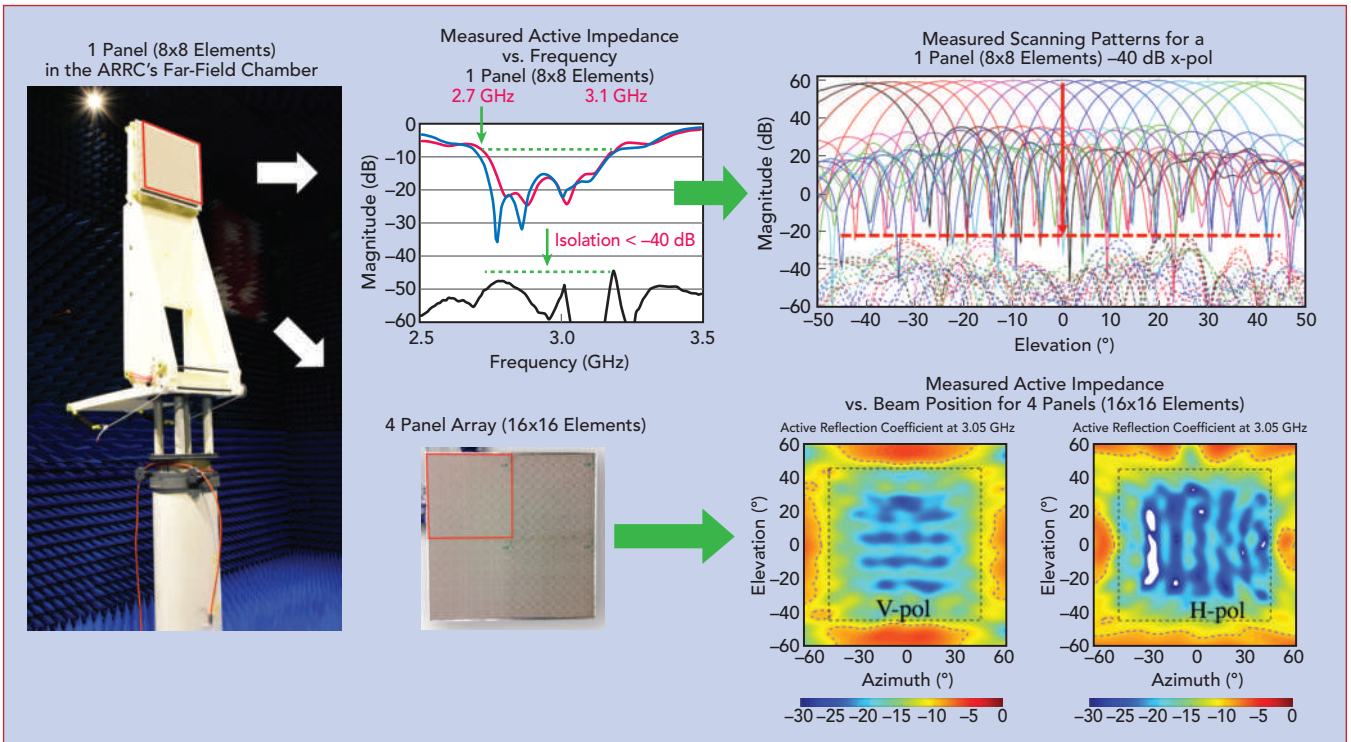 1 Panel (8x8 Elements)
in the ARRC's Far-Field Chamber
Measured Active Impedance
vs. Frequency
1 Panel (8x8 Elements)
2.7 GHz
3.1 GHz
0
–10
–20
–30
–40
–50
–60
Magnitude (dB)
Isolation < –40 dB
2.5
3.0
3.5
Frequency (GHz)
Measured Scanning Patterns for a
1 Panel (8x8 Elements) –40 dB x-pol
60
40
20
0
–20
–40
–60
Magnitude (dB)
–50 –40 –30 –20 –10 0 10 20 30 40 50
Elevation (°)
4 Panel Array (16x16 Elements)
Measured Active Impedance
vs. Beam Position for 4 Panels (16x16 Elements)
Active Reflection Coefficient at 3.05 GHz
60
40
20
0
–20
–40
–60
Elevation (°)
V-pol
–60 –30 0 30 60
Azimuth (°)
–30 –25 –20 –15 –10 –5 0
Active Reflection Coefficient at 3.05 GHz
60
40
20
0
–20
–40
–60
Elevation (°)
H-pol
–60 –30 0 30 60
Azimuth (°)
–30 –25 –20 –15 –10 –5 0